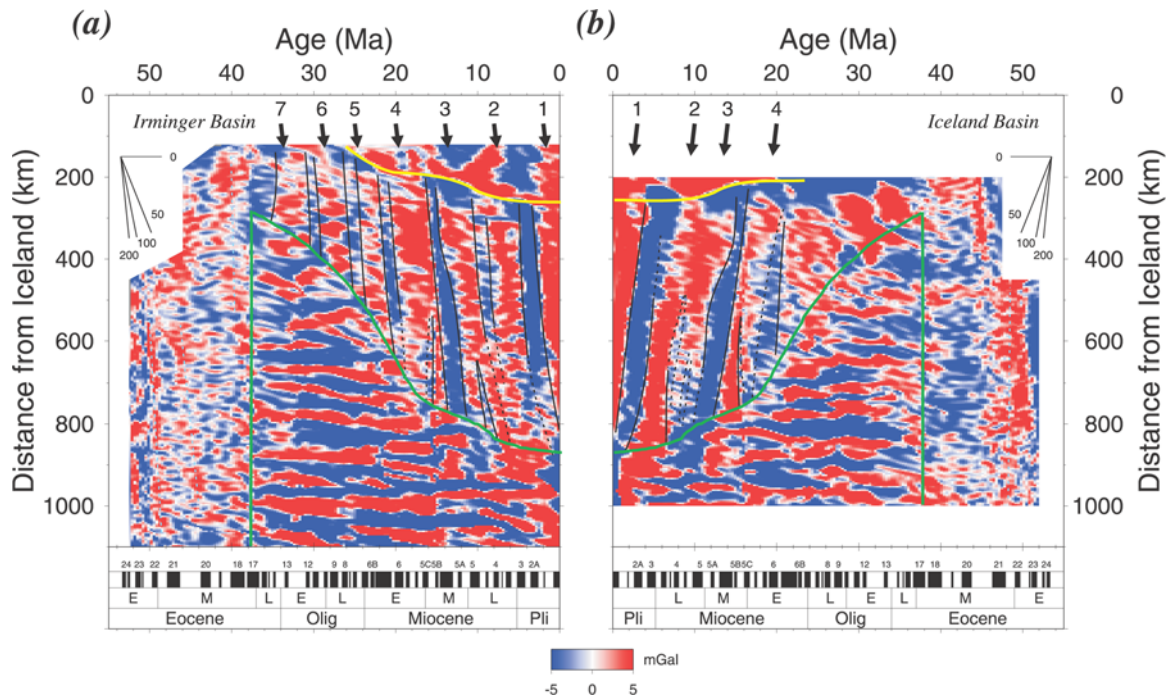 (a)
(b)
Age (Ma)
Age (Ma)
50 40 30 20 10 0
0 10 20 30 40 50
7 6 5 4 3 2 1
1 2 3 4
Irminger Basin
Iceland Basin
Distance from Iceland (km)
0
200
400
600
800
1000
0
50
100
200
0
50
100
200
0
200
400
600
800
1000
Distance from Iceland (km)
24 23 22 21 20 18 17 13 12 9 8 6B 6 5C 5B 5A 5 4 3 2A
E M L E L E M L
Eocene Olig Miocene Pli
2A 3 4 5 5A 5B 5C 6 6B 8 9 12 13 17 18 20 21 22 23 24
L M E L E L M E
Pli Miocene Olig Eocene
mGal
-5 0 5